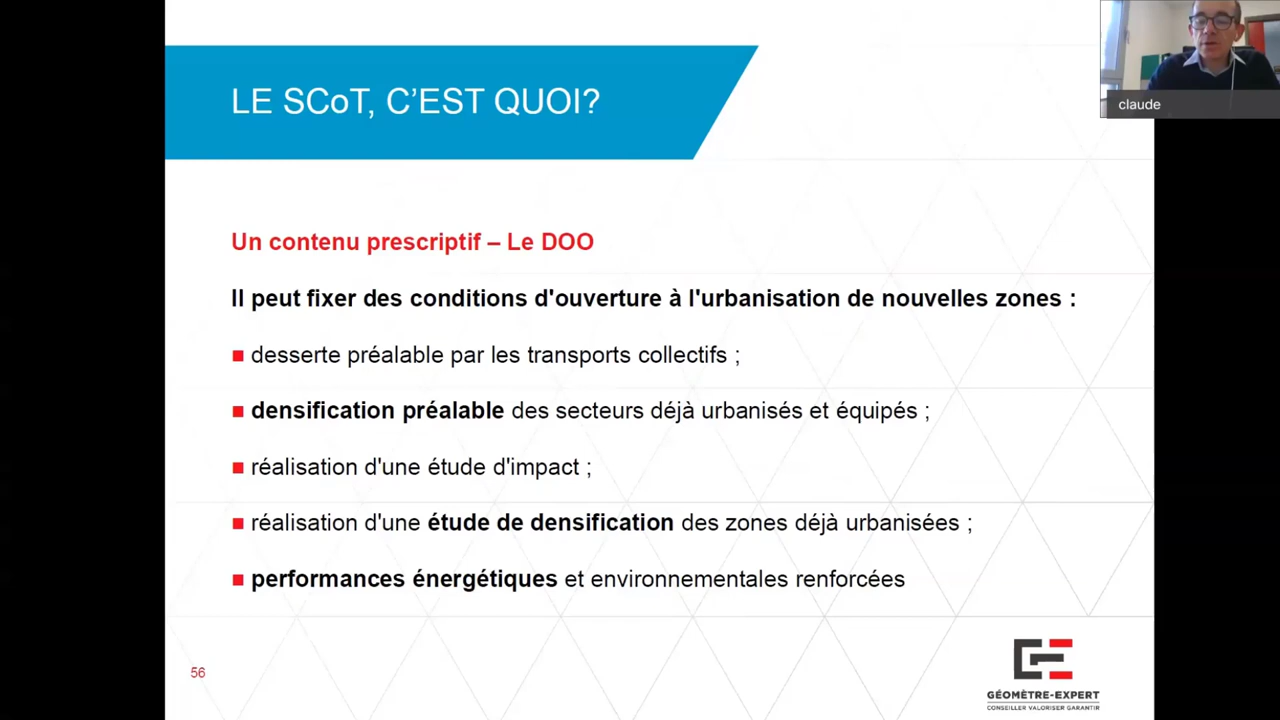 LE SCoT, C'EST QUOI?
claude
Un contenu prescriptif – Le DOO
Il peut fixer des conditions d'ouverture à l'urbanisation de nouvelles zones :
desserte préalable par les transports collectifs ;
densification préalable des secteurs déjà urbanisés et équipés ;
réalisation d'une étude d'impact ;
réalisation d'une étude de densification des zones déjà urbanisées ;
performances énergétiques et environnementales renforcées
56
GE
GÉOMÈTRE-EXPERT
CONSEILLER VALORISER GARANTIR